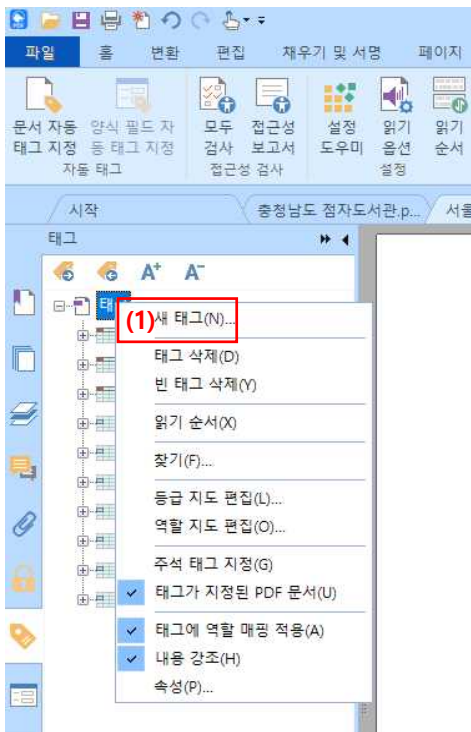 파일 홈 변환 편집 채우기 및 서명 페이지
문서 자동 양식 필드 자 모두 접근성 설정 읽기 읽기
태그 지정 동 태그 지정 검사 보고서 도우미 옵션 순서
자동 태그 접근성 검사 설정
시작 충청남도 점자도서관.p... 서울
태그
A+ A-
(1) 새 태그(N)...
태그 삭제(D)
빈 태그 삭제(Y)
읽기 순서(X)
찾기(F)...
등급 지도 편집(L)...
역할 지도 편집(O)...
주석 태그 지정(G)
태그가 지정된 PDF 문서(U)
태그에 역할 매핑 적용(A)
내용 강조(H)
속성(P)...